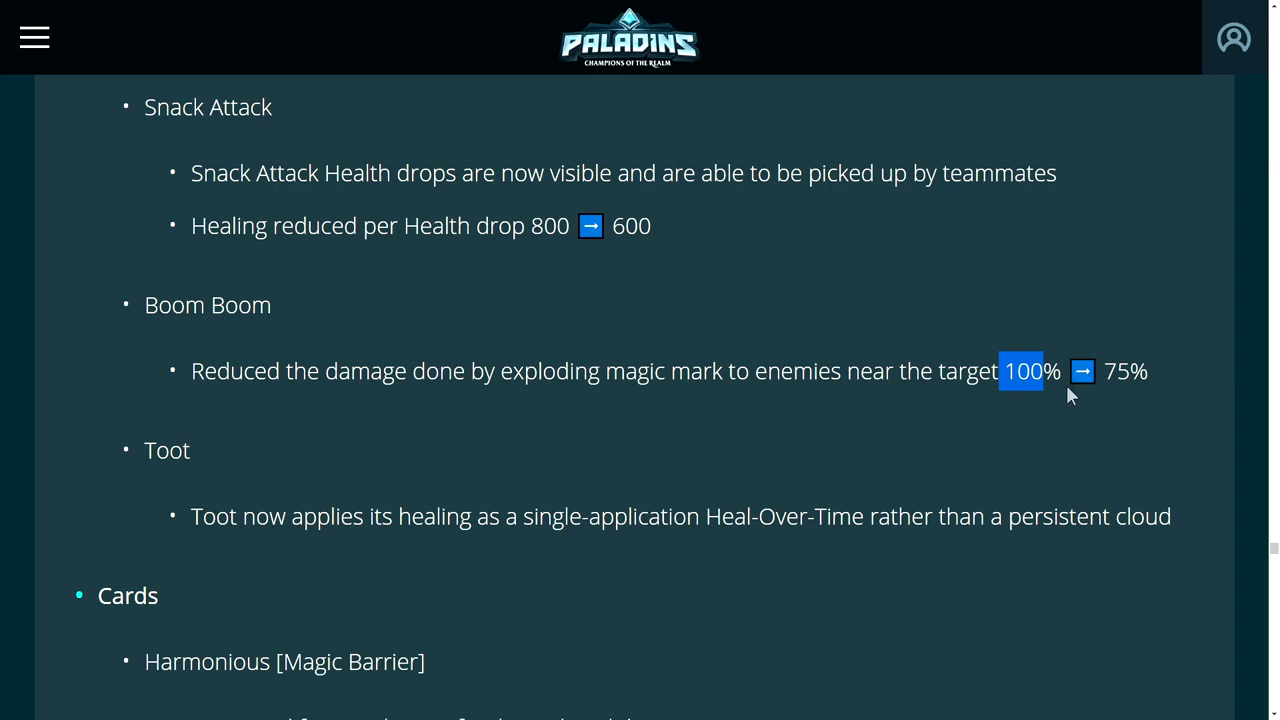 PALADINS
CHAMPIONS OF THE REALM
• Snack Attack
• Snack Attack Health drops are now visible and are able to be picked up by teammates
• Healing reduced per Health drop 800 → 600
• Boom Boom
• Reduced the damage done by exploding magic mark to enemies near the target 100% → 75%
• Toot
• Toot now applies its healing as a single-application Heal-Over-Time rather than a persistent cloud
• Cards
• Harmonious [Magic Barrier]